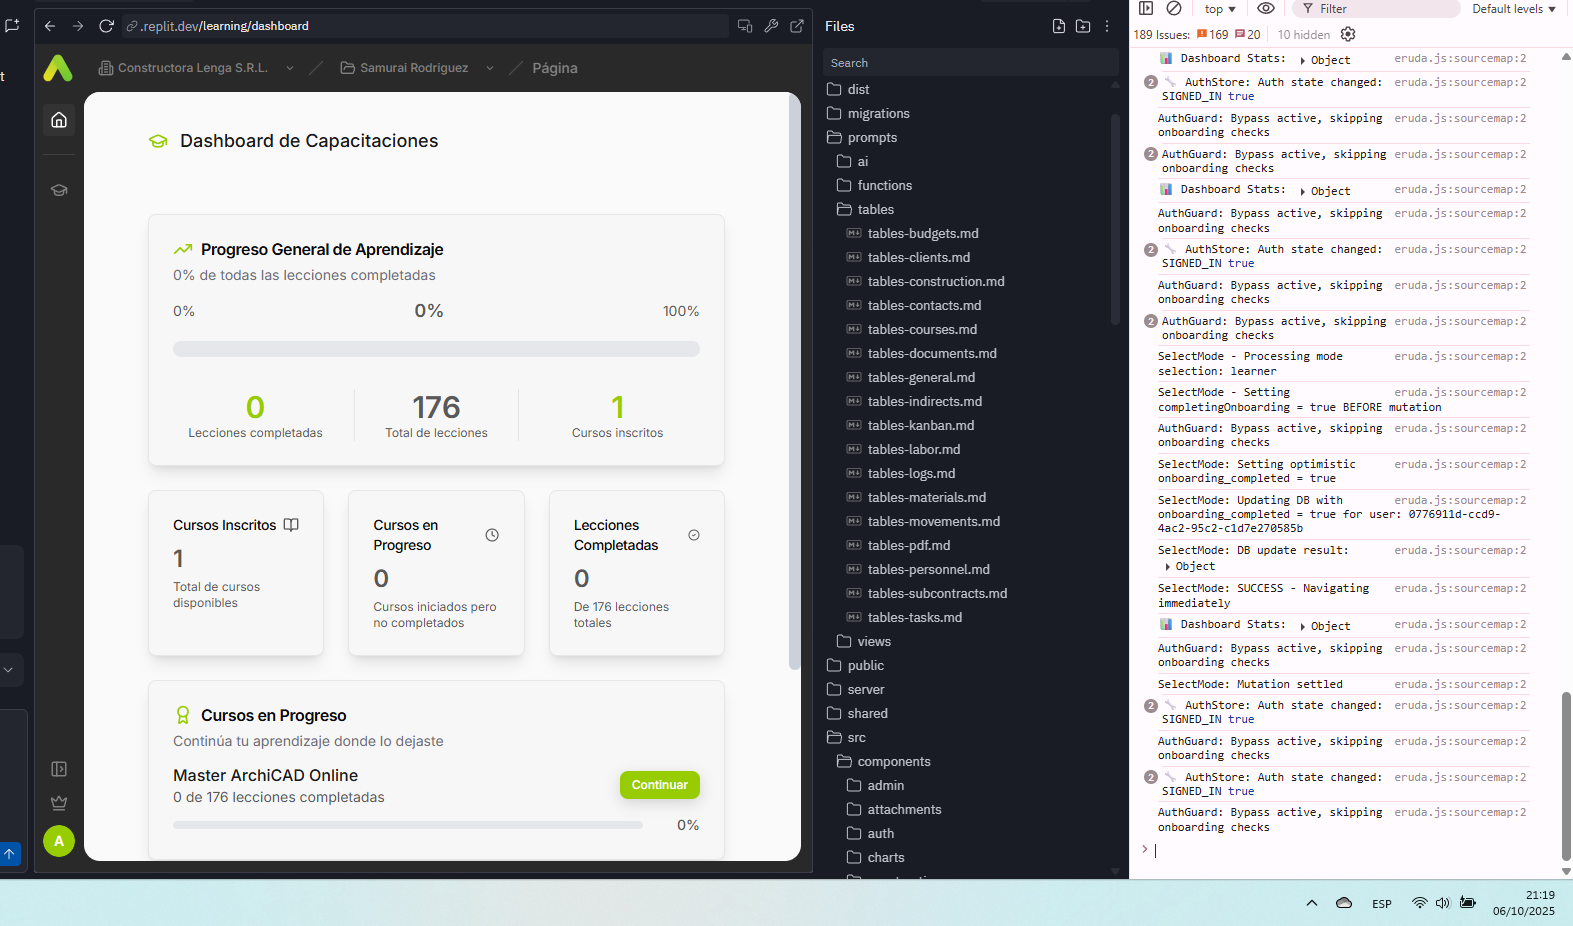 t
.replit.dev/learning/dashboard
Constructora Lenga S.R.L.
Samurai Rodriguez
Página
Dashboard de Capacitaciones
Progreso General de Aprendizaje
0% de todas las lecciones completadas
0%
0%
100%
0
176
1
Lecciones completadas
Total de lecciones
Cursos inscritos
Cursos Inscritos
1
Total de cursos
disponibles
Cursos en
Progreso
0
Cursos iniciados pero
no completados
Lecciones
Completadas
0
De 176 lecciones
totales
Cursos en Progreso
Continúa tu aprendizaje donde lo dejaste
Master ArchiCAD Online
0 de 176 lecciones completadas
Continuar
0%
A
Files
Search
dist
migrations
prompts
ai
functions
tables
tables-budgets.md
tables-clients.md
tables-construction.md
tables-contacts.md
tables-courses.md
tables-documents.md
tables-general.md
tables-indirects.md
tables-kanban.md
tables-labor.md
tables-logs.md
tables-materials.md
tables-movements.md
tables-pdf.md
tables-personnel.md
tables-subcontracts.md
tables-tasks.md
views
public
server
shared
src
components
admin
attachments
auth
charts
top
Filter
Default levels
189 Issues: 169 20 10 hidden
Dashboard Stats: Object eruda.js:sourcemap:2
2 AuthStore: Auth state changed: eruda.js:sourcemap:2
SIGNED_IN true
AuthGuard: Bypass active, skipping eruda.js:sourcemap:2
onboarding checks
2 AuthGuard: Bypass active, skipping eruda.js:sourcemap:2
onboarding checks
Dashboard Stats: Object eruda.js:sourcemap:2
AuthGuard: Bypass active, skipping eruda.js:sourcemap:2
onboarding checks
2 AuthStore: Auth state changed: eruda.js:sourcemap:2
SIGNED_IN true
AuthGuard: Bypass active, skipping eruda.js:sourcemap:2
onboarding checks
2 AuthGuard: Bypass active, skipping eruda.js:sourcemap:2
onboarding checks
SelectMode - Processing mode eruda.js:sourcemap:2
selection: learner
SelectMode - Setting eruda.js:sourcemap:2
completingOnboarding = true BEFORE mutation
AuthGuard: Bypass active, skipping eruda.js:sourcemap:2
onboarding checks
SelectMode: Setting optimistic eruda.js:sourcemap:2
onboarding_completed = true
SelectMode: Updating DB with eruda.js:sourcemap:2
onboarding_completed = true for user: 0776911d-ccd9-
4ac2-95c2-c1d7e270585b
SelectMode: DB update result: eruda.js:sourcemap:2
Object
SelectMode: SUCCESS - Navigating eruda.js:sourcemap:2
immediately
Dashboard Stats: Object eruda.js:sourcemap:2
AuthGuard: Bypass active, skipping eruda.js:sourcemap:2
onboarding checks
SelectMode: Mutation settled eruda.js:sourcemap:2
2 AuthStore: Auth state changed: eruda.js:sourcemap:2
SIGNED_IN true
AuthGuard: Bypass active, skipping eruda.js:sourcemap:2
onboarding checks
2 AuthStore: Auth state changed: eruda.js:sourcemap:2
SIGNED_IN true
AuthGuard: Bypass active, skipping eruda.js:sourcemap:2
onboarding checks
ESP
21:19
06/10/2025